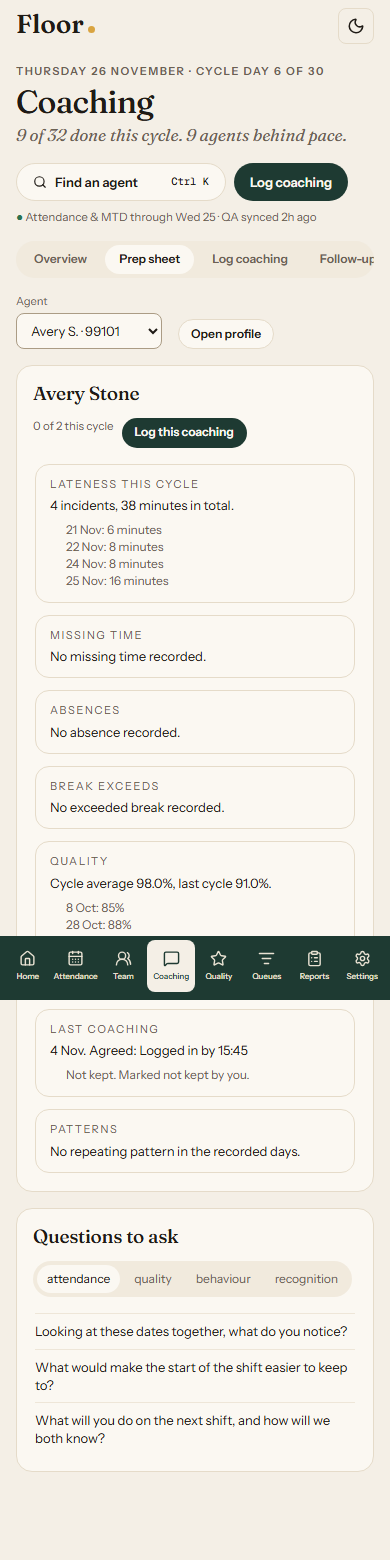 Floor
THURSDAY 26 NOVEMBER · CYCLE DAY 6 OF 30
Coaching
9 of 32 done this cycle. 9 agents behind pace.
Find an agent Ctrl K
Log coaching
Attendance & MTD through Wed 25 · QA synced 2h ago
Overview Prep sheet Log coaching Follow-up
Agent
Avery S. · 99101
Open profile
Avery Stone
0 of 2 this cycle
Log this coaching
LATENESS THIS CYCLE
4 incidents, 38 minutes in total.
21 Nov: 6 minutes
22 Nov: 8 minutes
24 Nov: 8 minutes
25 Nov: 16 minutes
MISSING TIME
No missing time recorded.
ABSENCES
No absence recorded.
BREAK EXCEEDS
No exceeded break recorded.
QUALITY
Cycle average 98.0%, last cycle 91.0%.
8 Oct: 85%
28 Oct: 88%
Home Attendance Team Coaching Quality Queues Reports Settings
LAST COACHING
4 Nov. Agreed: Logged in by 15:45
Not kept. Marked not kept by you.
PATTERNS
No repeating pattern in the recorded days.
Questions to ask
attendance quality behaviour recognition
Looking at these dates together, what do you notice?
What would make the start of the shift easier to keep
to?
What will you do on the next shift, and how will we
both know?